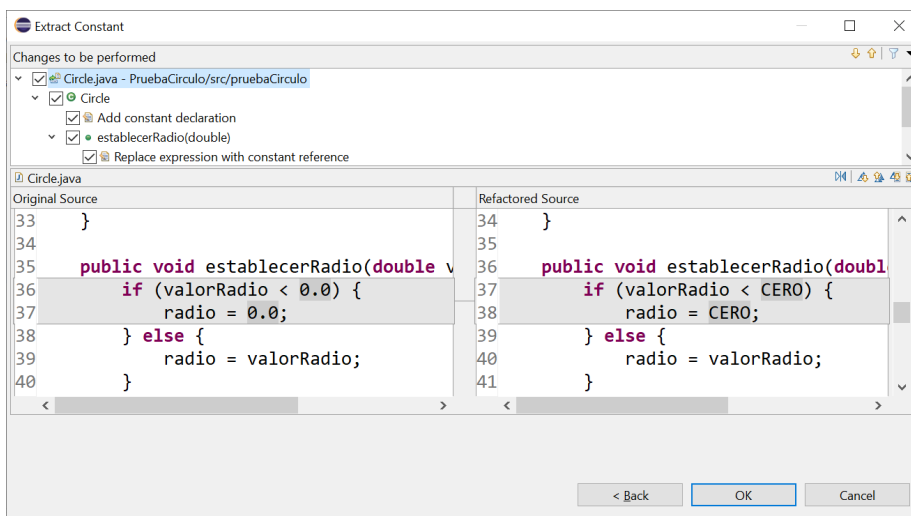 Extract Constant
Changes to be performed
Circle.java - PruebaCirculo/src/pruebaCirculo
Circle
Add constant declaration
establecerRadio(double)
Replace expression with constant reference
Circle.java
Original Source
33 }
34
35 public void establecerRadio(double v
36 if (valorRadio < 0.0) {
37 radio = 0.0;
38 } else {
39 radio = valorRadio;
40 }
Refactored Source
34 }
35
36 public void establecerRadio(doubl
37 if (valorRadio < CERO) {
38 radio = CERO;
39 } else {
40 radio = valorRadio;
41 }
< Back
OK
Cancel